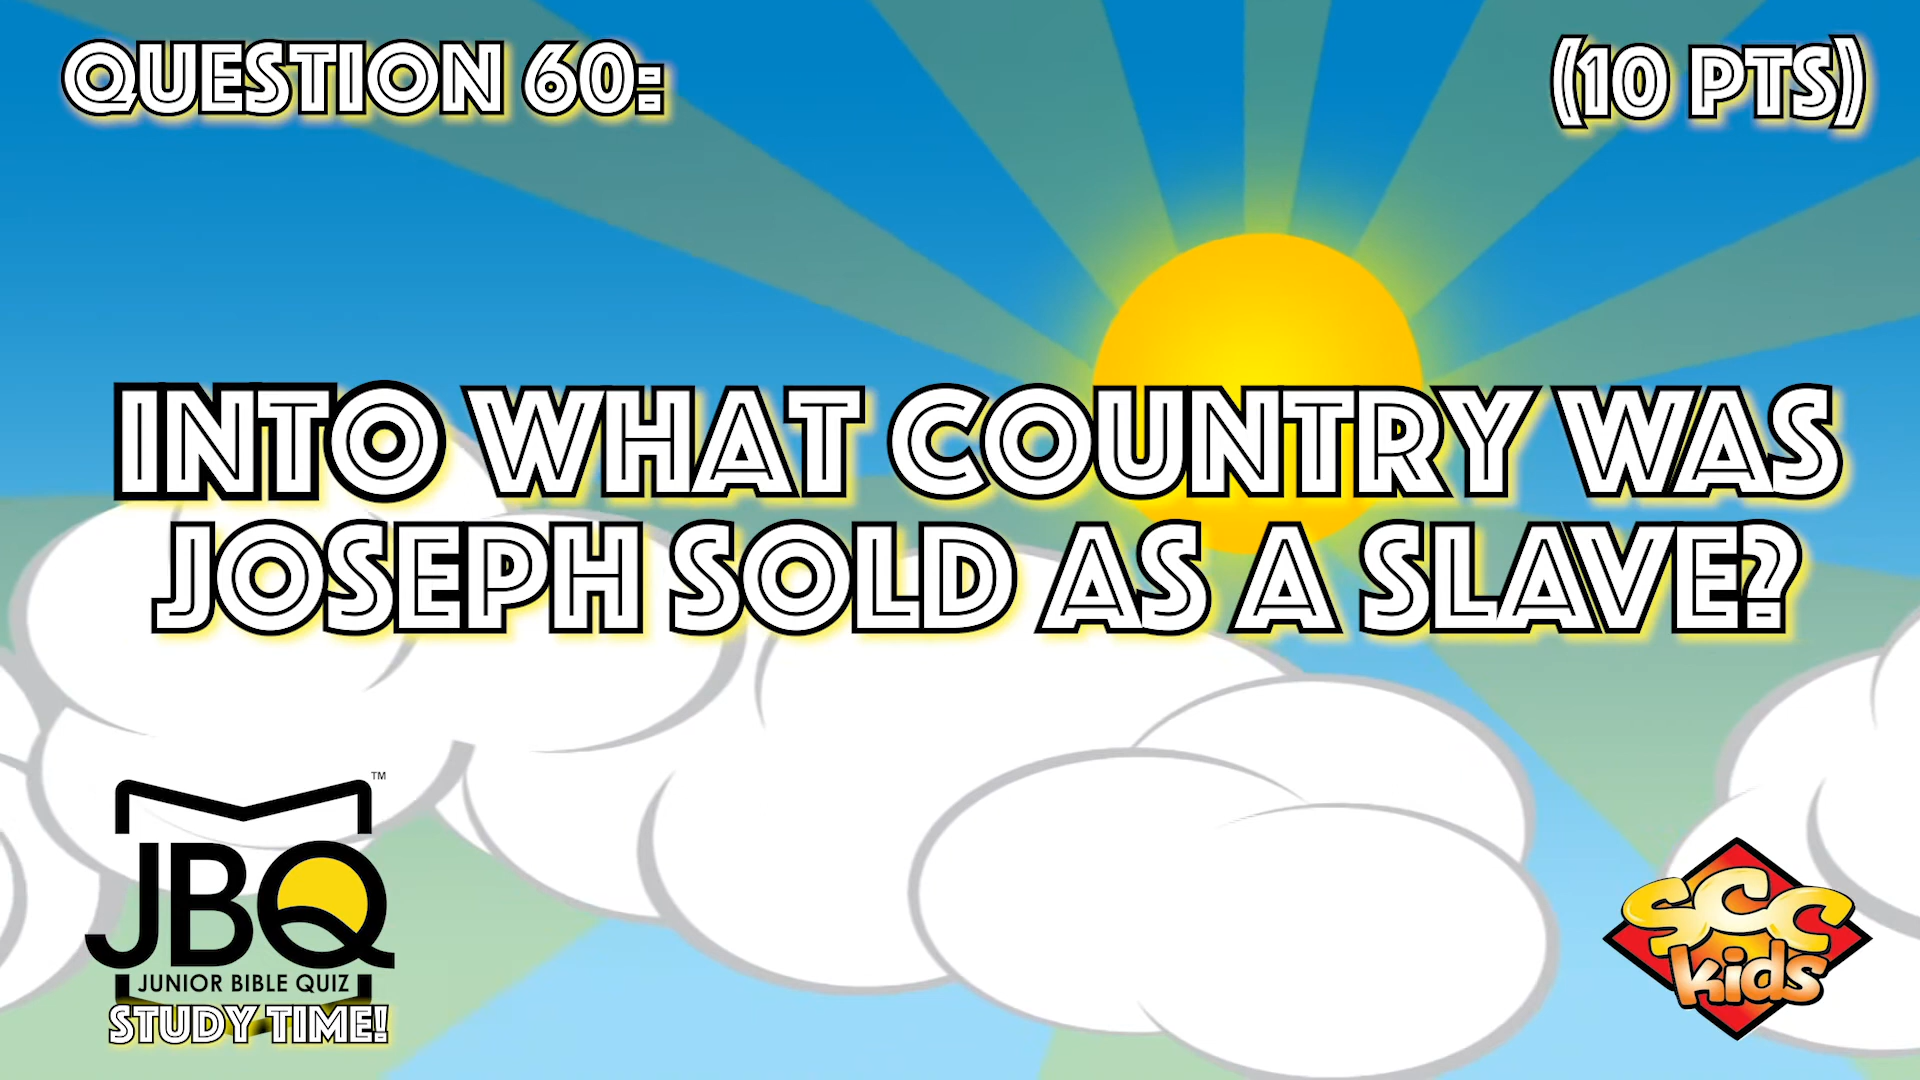 QUESTION 60:
(10 PTS)
INTO WHAT COUNTRY WAS
JOSEPH SOLD AS A SLAVE?
TM
JBQ
JUNIOR BIBLE QUIZ
STUDY TIME!
SCC
kids